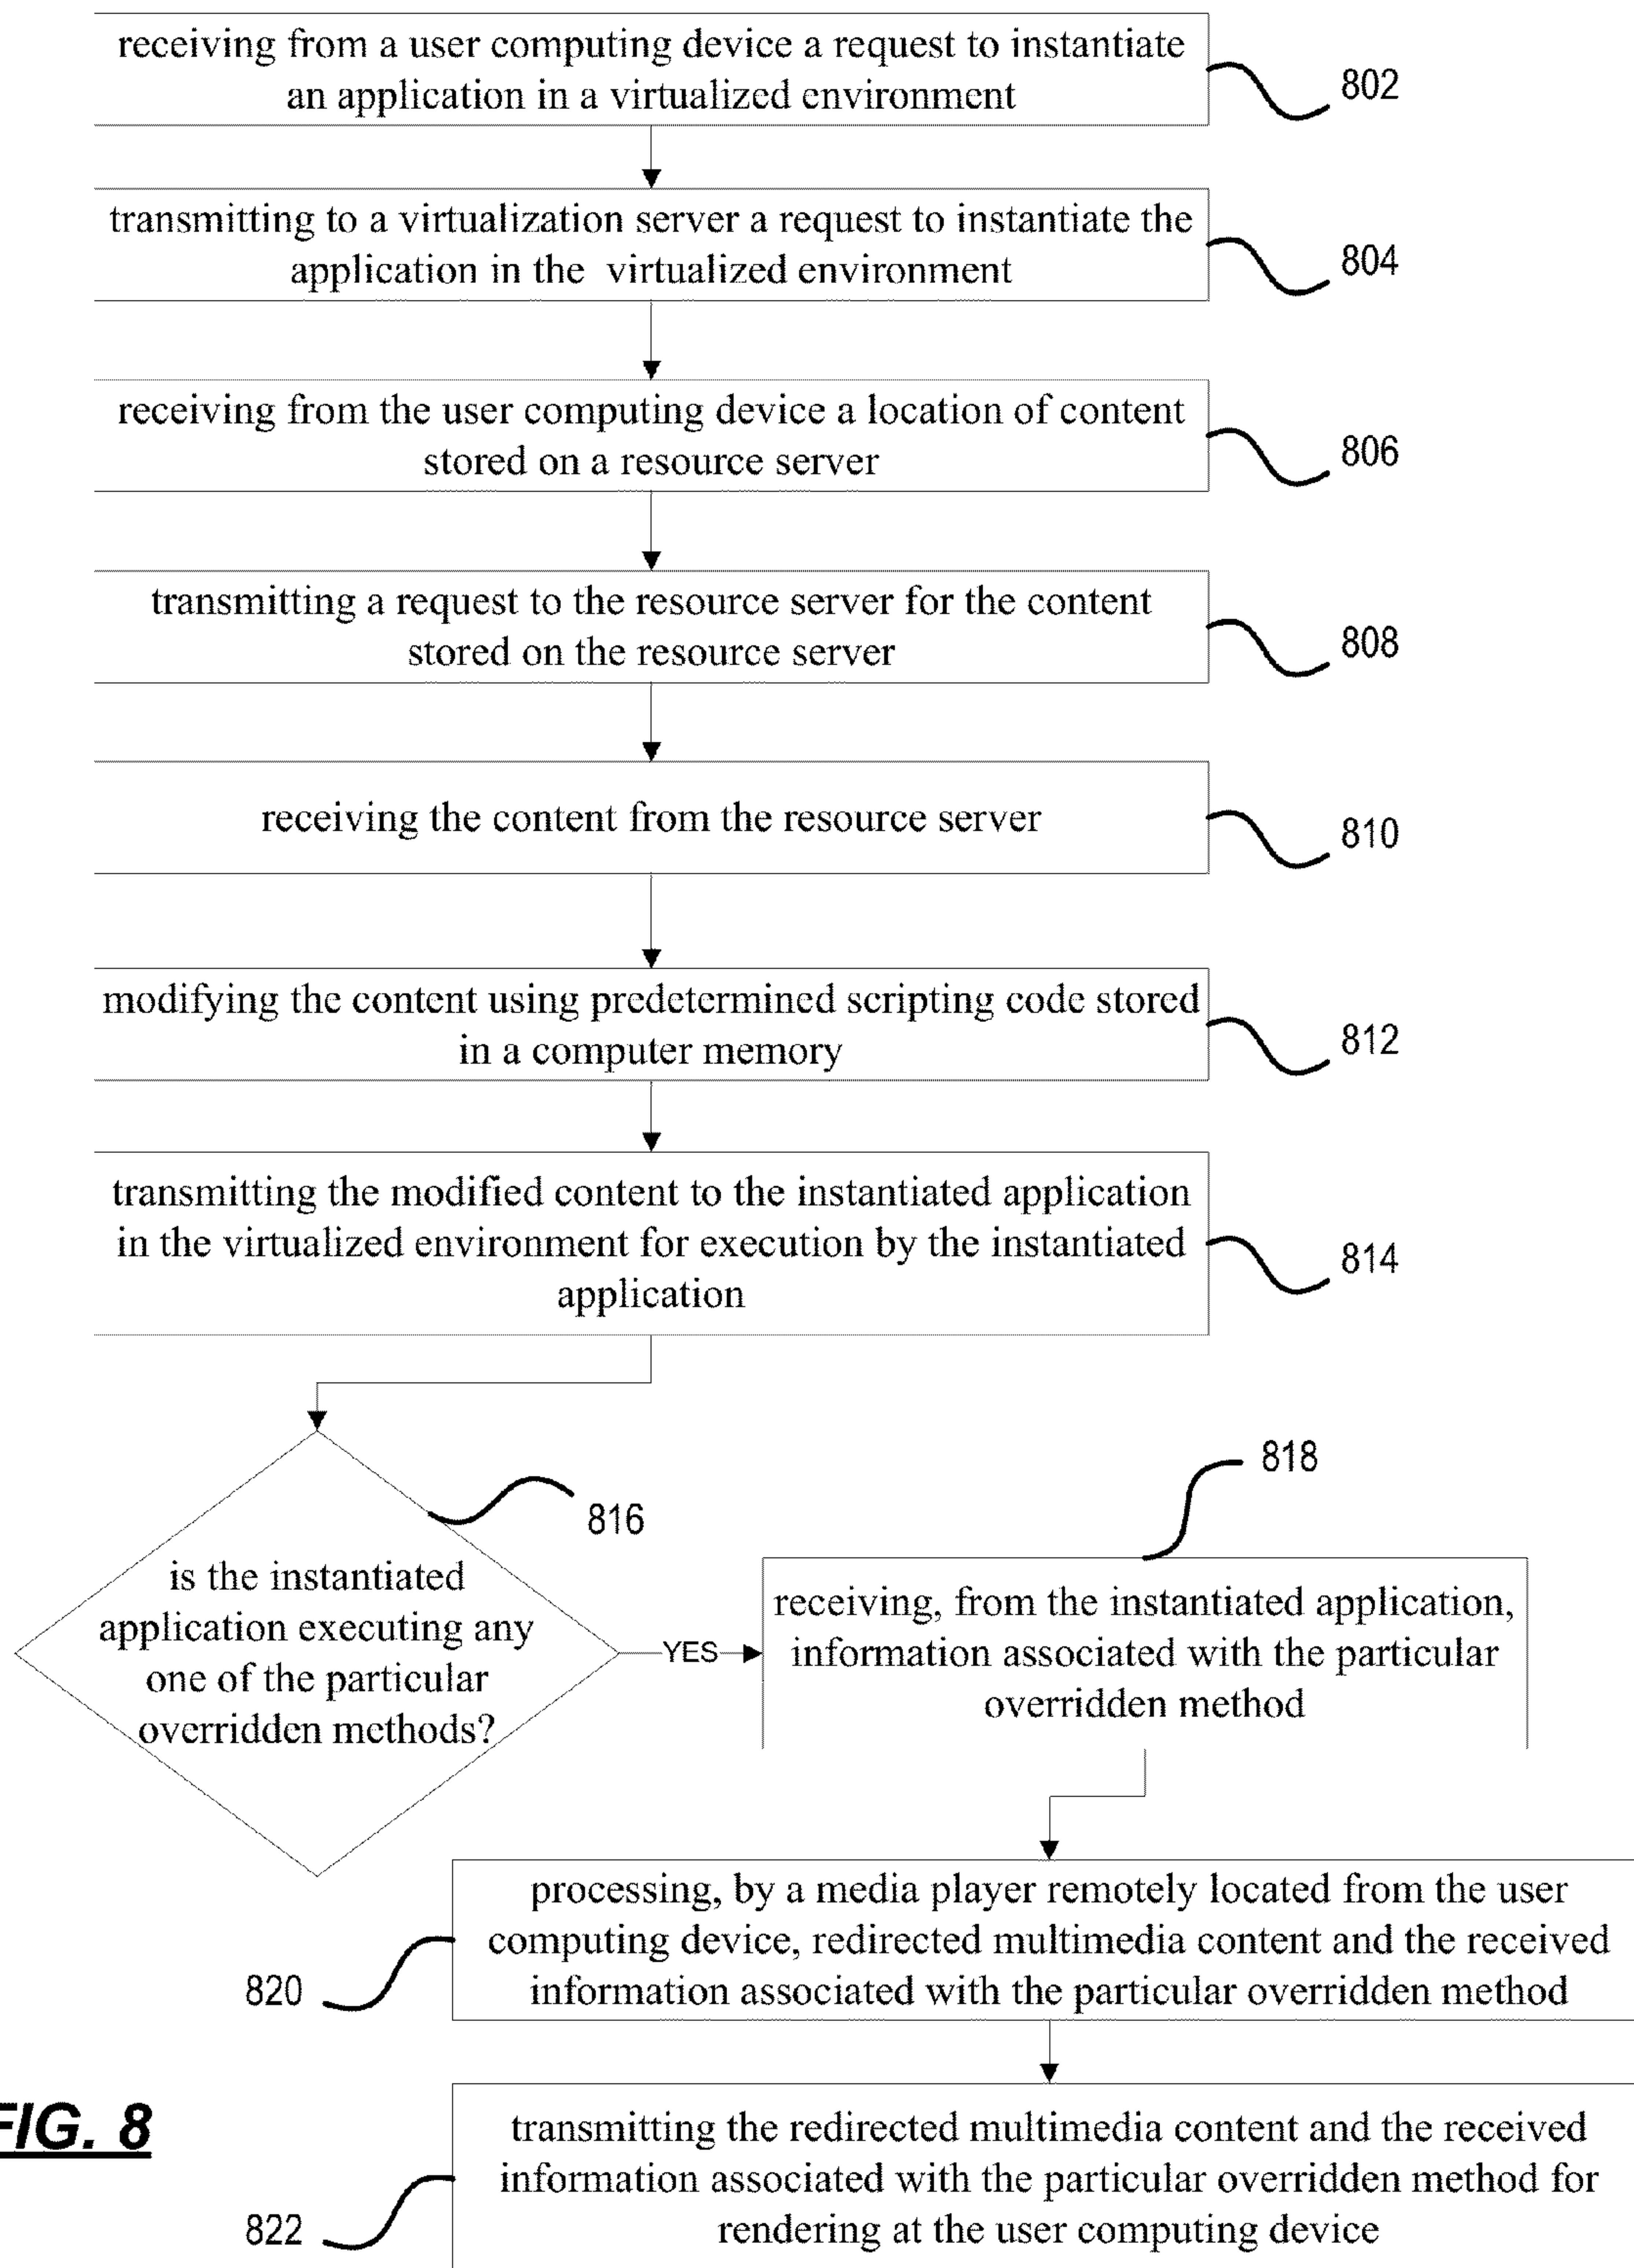 receiving from a user computing device a request to instantiate
an application in a virtualized environment
802
transmitting to a virtualization server a request to instantiate the
application in the virtualized environment
804
receiving from the user computing device a location of content
stored on a resource server
806
transmitting a request to the resource server for the content
stored on the resource server
808
receiving the content from the resource server
810
modifying the content using predetermined scripting code stored
in a computer memory
812
transmitting the modified content to the instantiated application
in the virtualized environment for execution by the instantiated
application
814
816
is the instantiated
application executing any
one of the particular
overridden methods?
YES
818
receiving, from the instantiated application,
information associated with the particular
overridden method
processing, by a media player remotely located from the user
computing device, redirected multimedia content and the received
information associated with the particular overridden method
820
transmitting the redirected multimedia content and the received
information associated with the particular overridden method for
rendering at the user computing device
822
FIG. 8